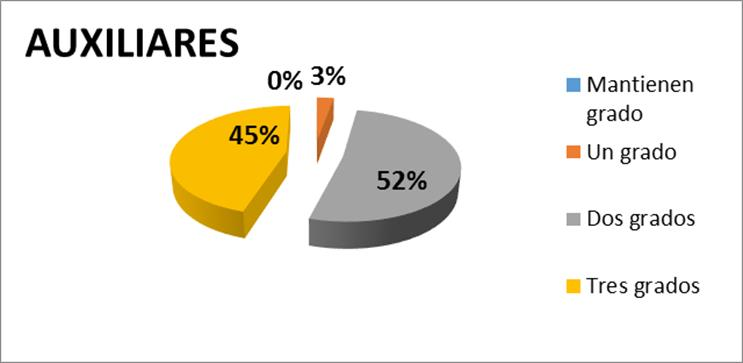 AUXILIARES
0% 3%
45%
52%
Mantienen
grado
Un grado
Dos grados
Tres grados